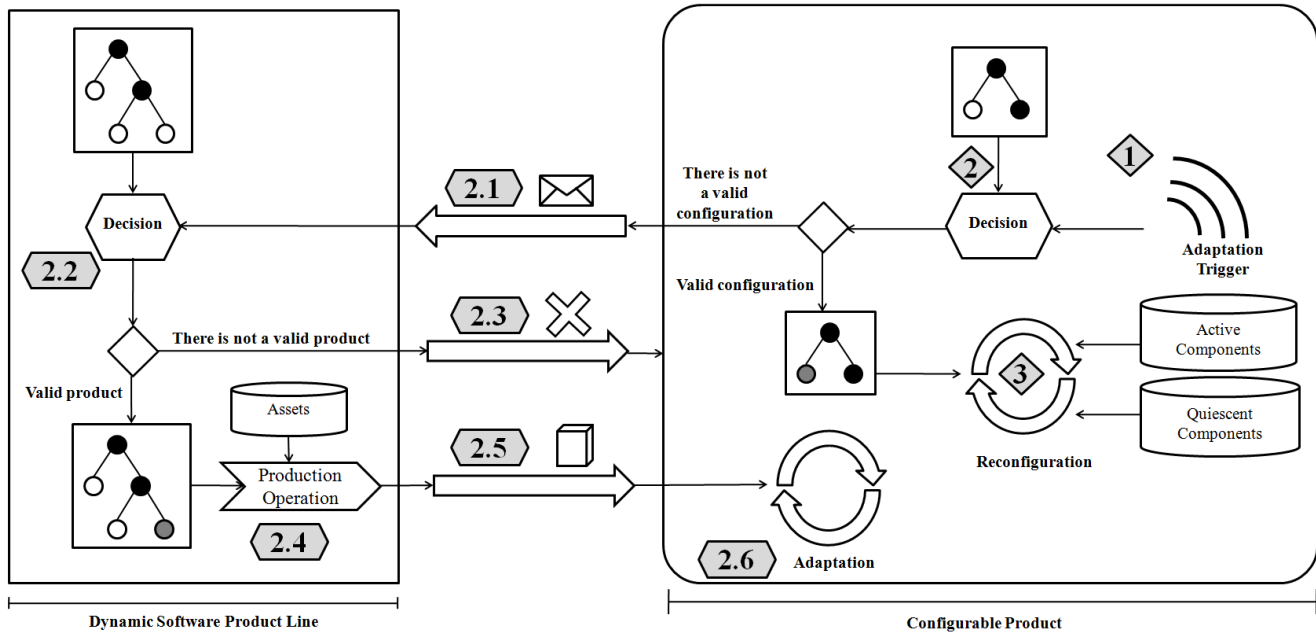 Decision
2.2
There is not a valid product
Valid product
Assets
Production
Operation
2.4
Dynamic Software Product Line
2.1
2.3
2.5
There is not
a valid
configuration
2
Decision
1
Adaptation
Trigger
Valid configuration
3
Active
Components
Quiescent
Components
Reconfiguration
2.6
Adaptation
Configurable Product